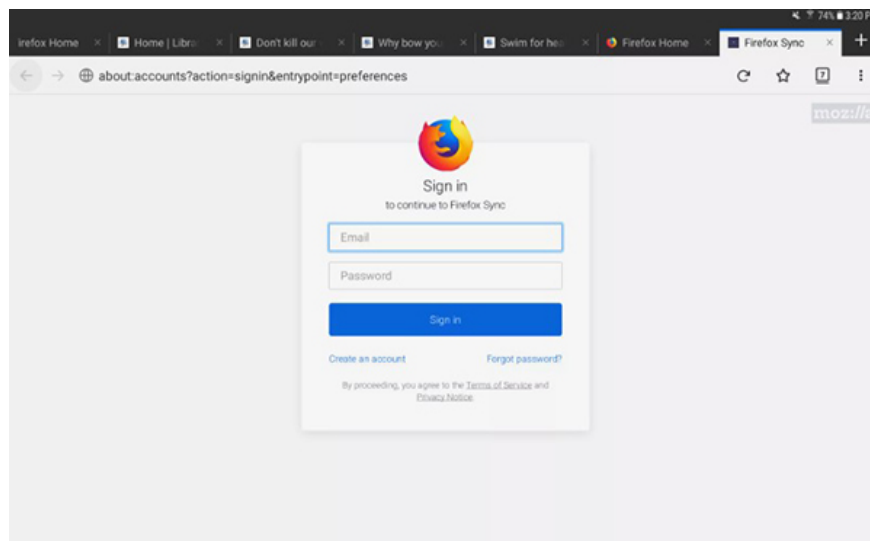 74% 3:20 P
irefox Home
Home | Libra
Don't kill our
Why bow you
Swim for hea
Firefox Home
Firefox Sync
about:accounts?action=signin&entrypoint=preferences
7
moz://a
Sign in
to continue to Firefox Sync
Email
Password
Sign in
Create an account Forgot password?
By proceeding, you agree to the Terms of Service and
Privacy Notice